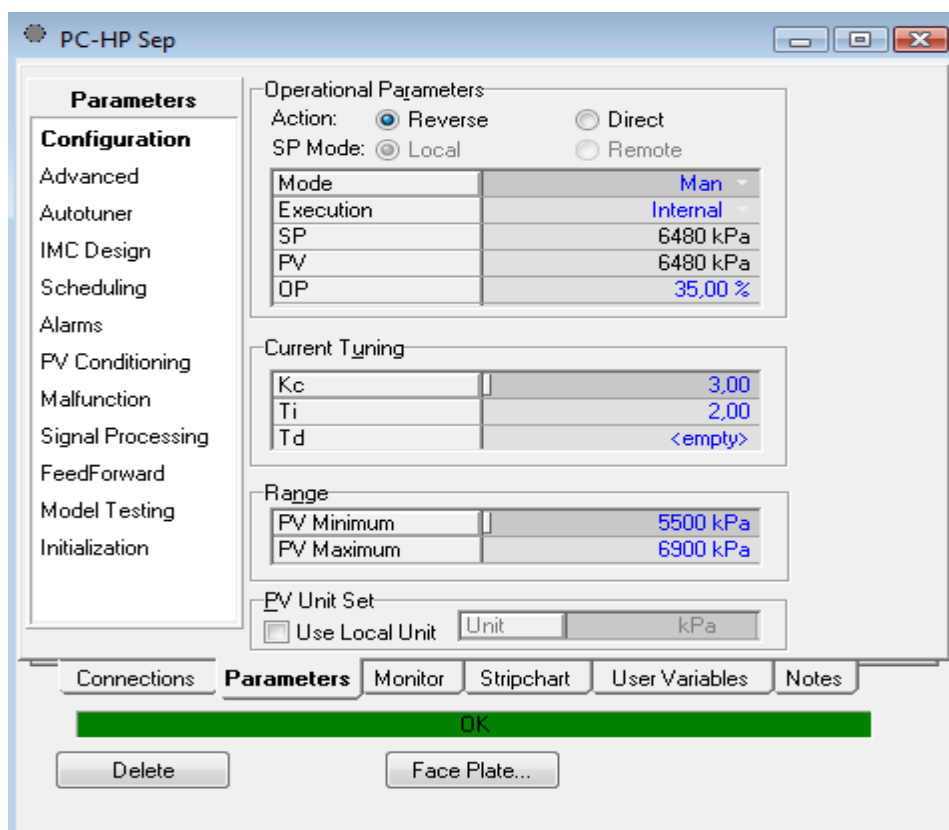 PC-HP Sep
Parameters
Configuration
Advanced
Autotuner
IMC Design
Scheduling
Alarms
PV Conditioning
Malfunction
Signal Processing
FeedForward
Model Testing
Initialization
Operational Parameters
Action: Reverse Direct
SP Mode: Local Remote
Mode Man
Execution Internal
SP 6480 kPa
PV 6480 kPa
OP 35,00 %
Current Tuning
Kc 3,00
Ti 2,00
Td <empty>
Range
PV Minimum 5500 kPa
PV Maximum 6900 kPa
PV Unit Set
Use Local Unit Unit kPa
Connections Parameters Monitor Stripchart User Variables Notes
OK
Delete Face Plate...